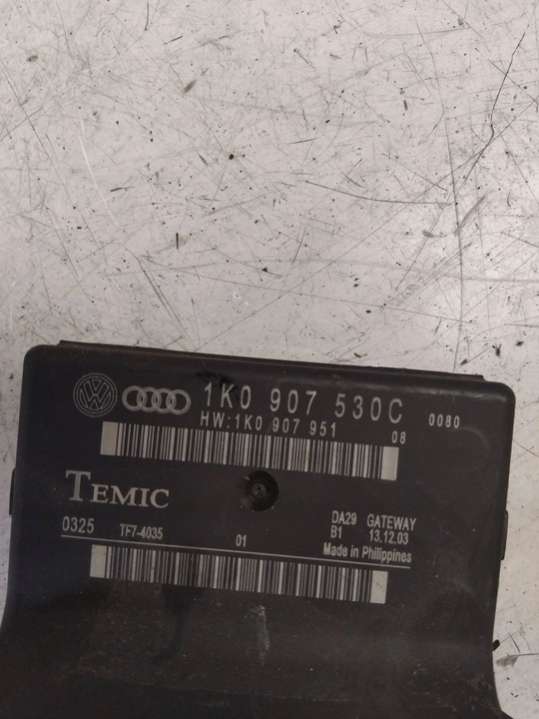 1K0 907 530C 0080
HW:1K0 907 951 08
TEMIC
DA29 GATEWAY
0325 TF7-4035 01 B1 13.12.03
Made in Philippines